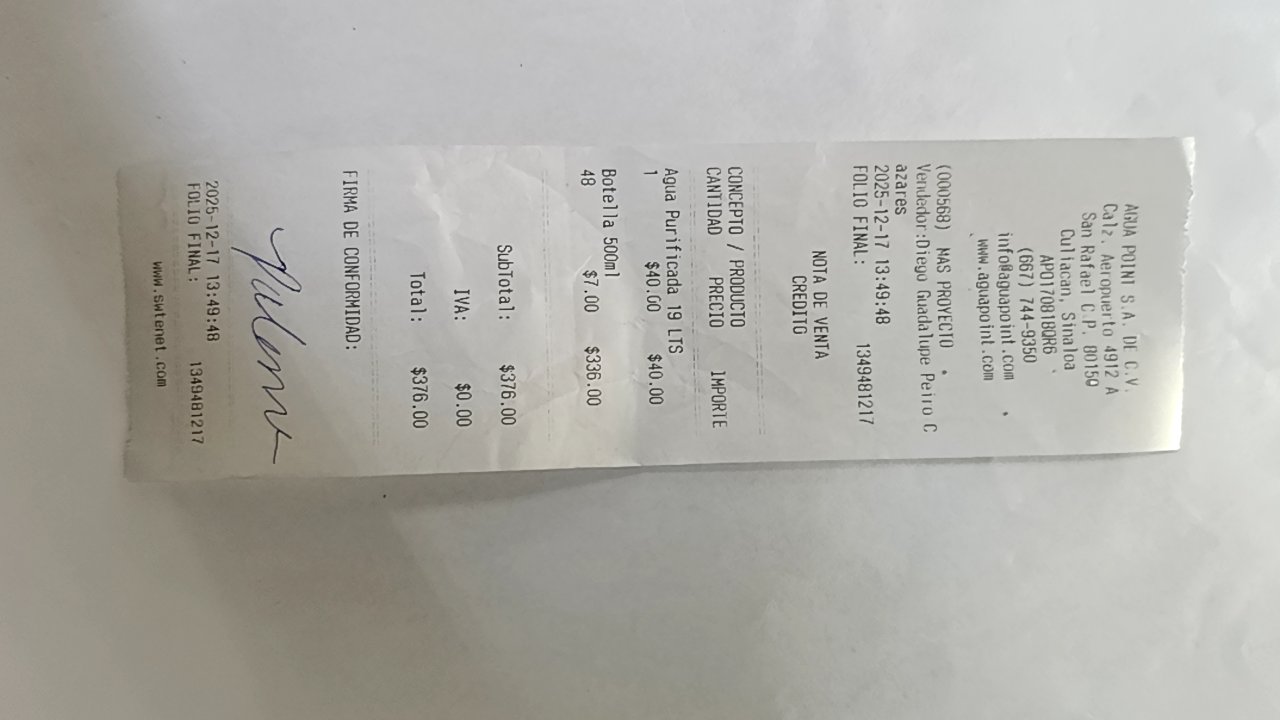 AGUA POINT S.A. DE C.V.
Calz. Aeropuerto 4912 A
San Rafael C.P. 80150
Culiacan, Sinaloa
APO1708180R6
(667) 744-9350
info@aguapoint.com
www.aguapoint.com
(000568) MAS PROYECTO
Vendedor:Diego Guadalupe Peiro C
azares
2025-12-17 13:49:48
FOLIO FINAL: 1349481217
NOTA DE VENTA
CREDITO
CONCEPTO / PRODUCTO
CANTIDAD PRECIO IMPORTE
Agua Purificada 19 LTS
1 $40.00 $40.00
Botella 500ml
48 $7.00 $336.00
SubTotal: $376.00
IVA: $0.00
Total: $376.00
FIRMA DE CONFORMIDAD:
2025-12-17 13:49:48
FOLIO FINAL: 1349481217
www.swtenet.com